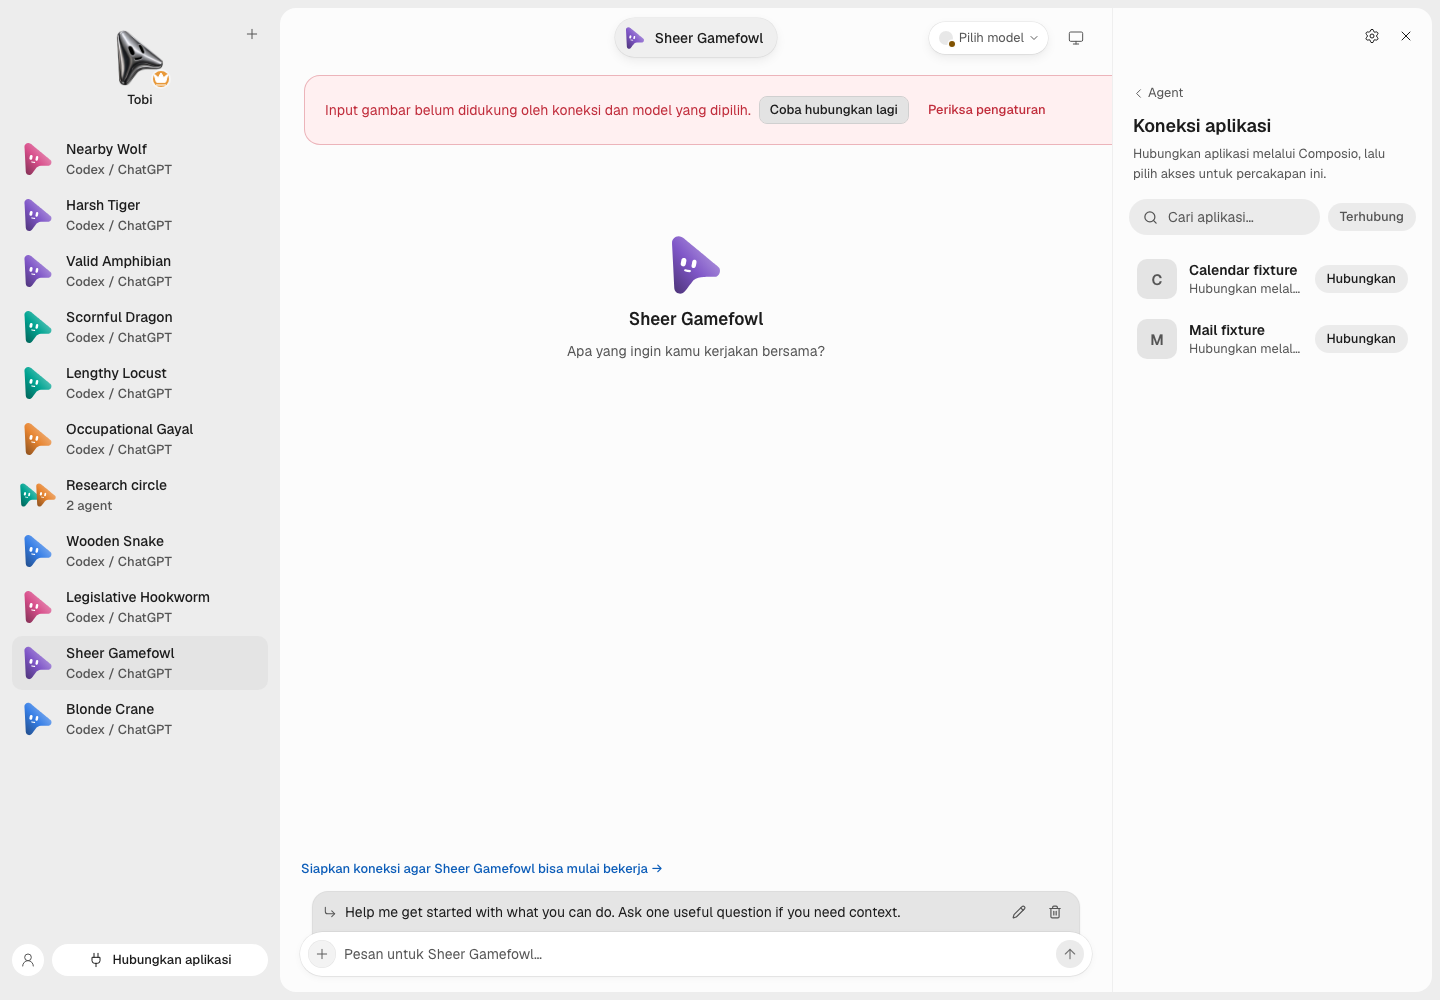 Tobi
Nearby Wolf
Codex / ChatGPT
Harsh Tiger
Codex / ChatGPT
Valid Amphibian
Codex / ChatGPT
Scornful Dragon
Codex / ChatGPT
Lengthy Locust
Codex / ChatGPT
Occupational Gayal
Codex / ChatGPT
Research circle
2 agent
Wooden Snake
Codex / ChatGPT
Legislative Hookworm
Codex / ChatGPT
Sheer Gamefowl
Codex / ChatGPT
Blonde Crane
Codex / ChatGPT
Hubungkan aplikasi
Sheer Gamefowl
Pilih model
Input gambar belum didukung oleh koneksi dan model yang dipilih.
Coba hubungkan lagi
Periksa pengaturan
Sheer Gamefowl
Apa yang ingin kamu kerjakan bersama?
Siapkan koneksi agar Sheer Gamefowl bisa mulai bekerja →
Help me get started with what you can do. Ask one useful question if you need context.
Pesan untuk Sheer Gamefowl...
Agent
Koneksi aplikasi
Hubungkan aplikasi melalui Composio, lalu
pilih akses untuk percakapan ini.
Cari aplikasi...
Terhubung
C
Calendar fixture
Hubungkan melal...
Hubungkan
M
Mail fixture
Hubungkan melal...
Hubungkan